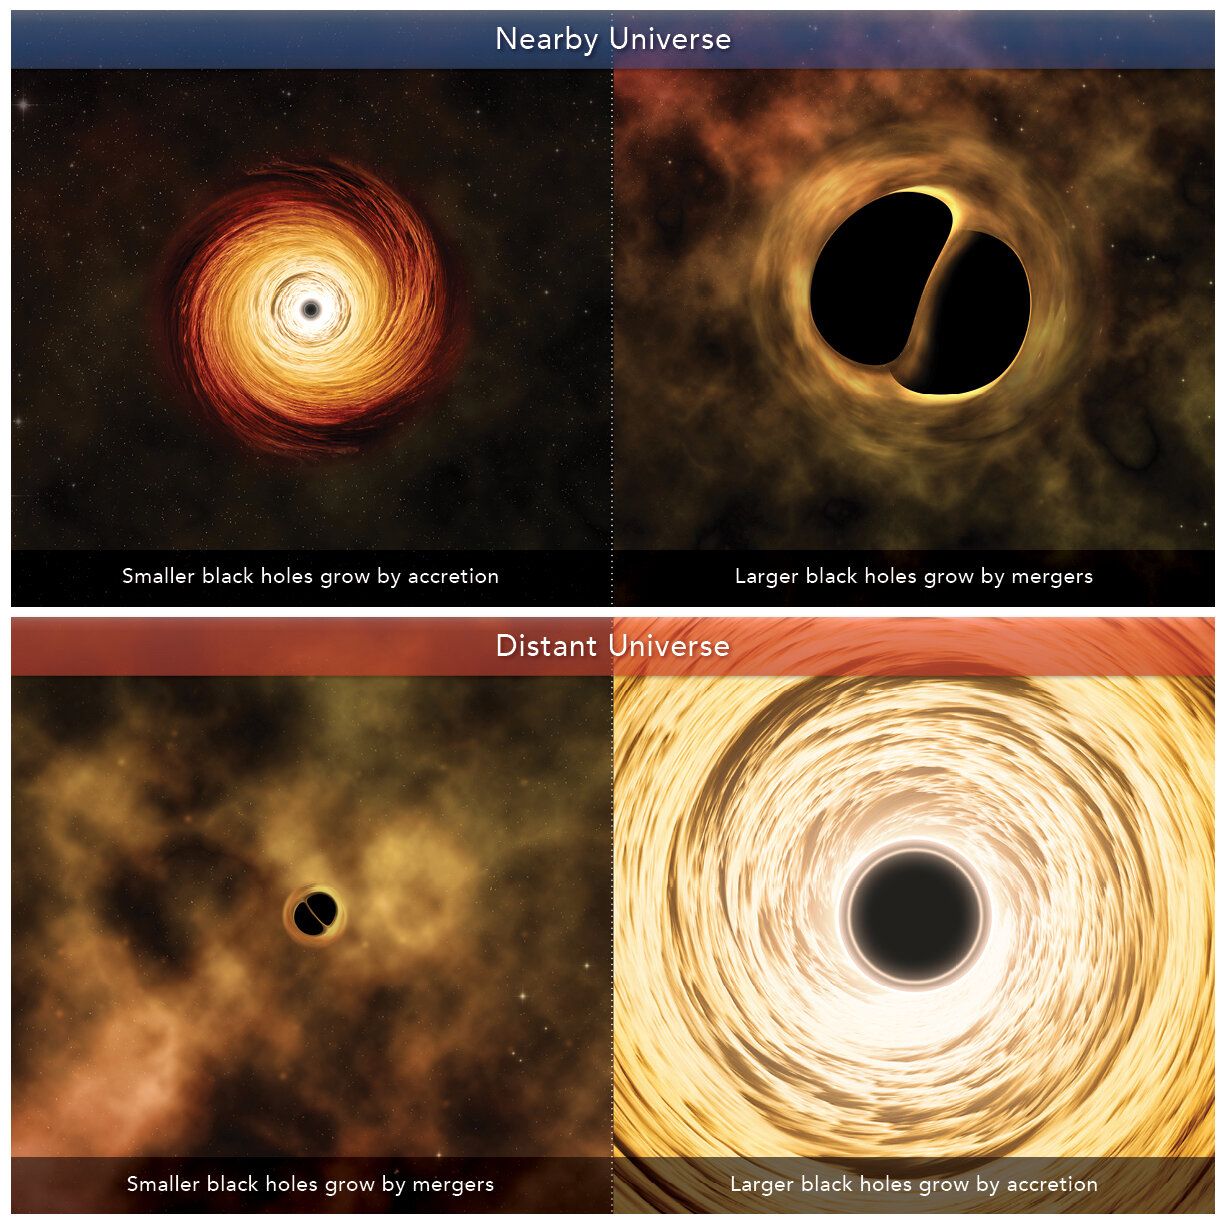 Nearby Universe
Smaller black holes grow by accretion
Larger black holes grow by mergers
Distant Universe
Smaller black holes grow by mergers
Larger black holes grow by accretion